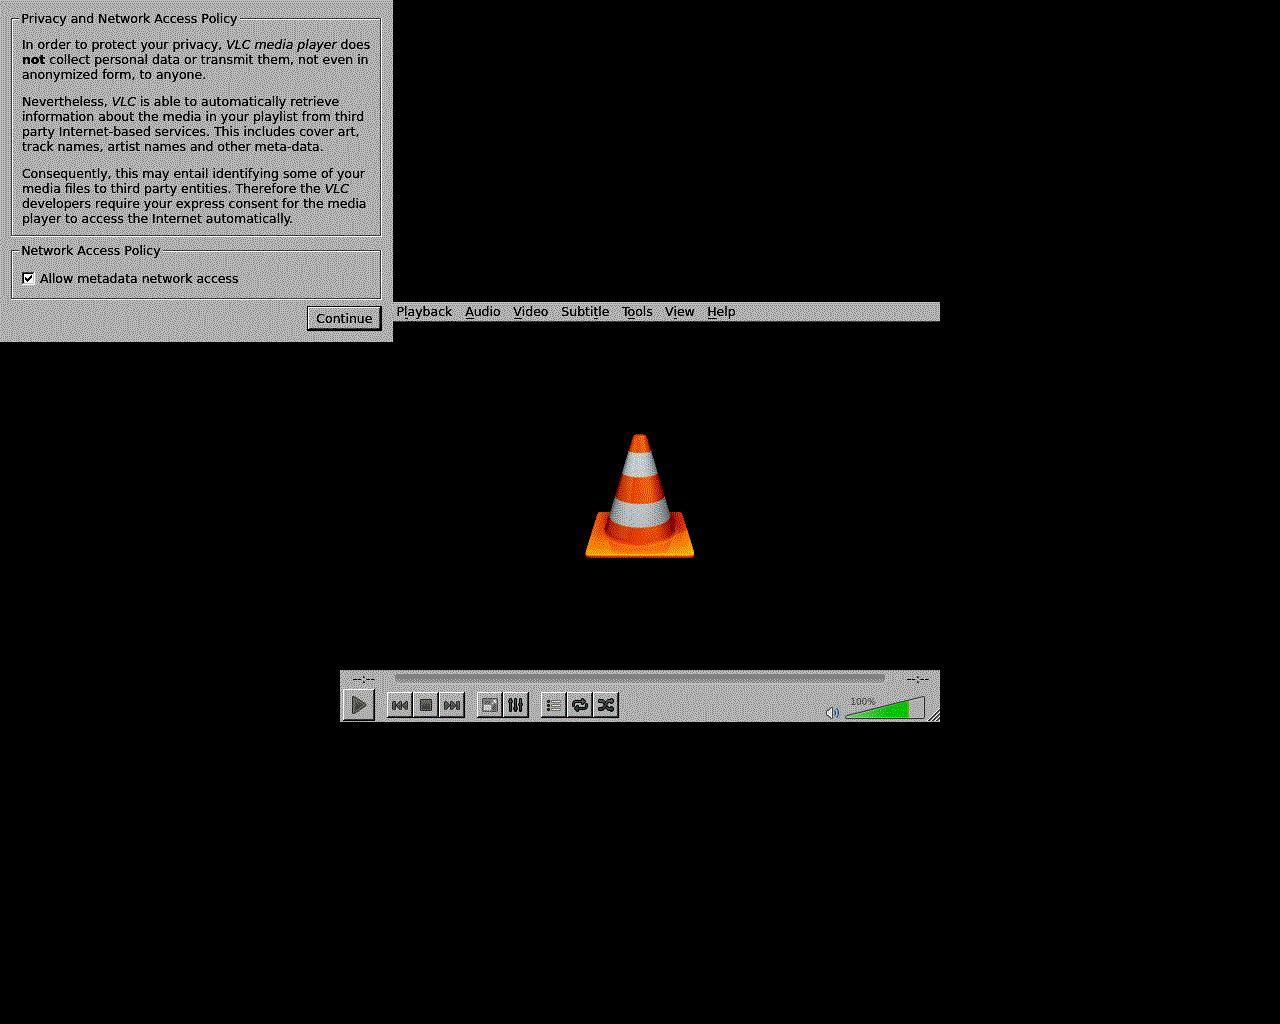 Privacy and Network Access Policy
In order to protect your privacy, VLC media player does
not collect personal data or transmit them, not even in
anonymized form, to anyone.
Nevertheless, VLC is able to automatically retrieve
information about the media in your playlist from third
party Internet-based services. This includes cover art,
track names, artist names and other meta-data.
Consequently, this may entail identifying some of your
media files to third party entities. Therefore the VLC
developers require your express consent for the media
player to access the Internet automatically.
Network Access Policy
Allow metadata network access
Continue
Playback Audio Video Subtitle Tools View Help
--:-- --:--
100%